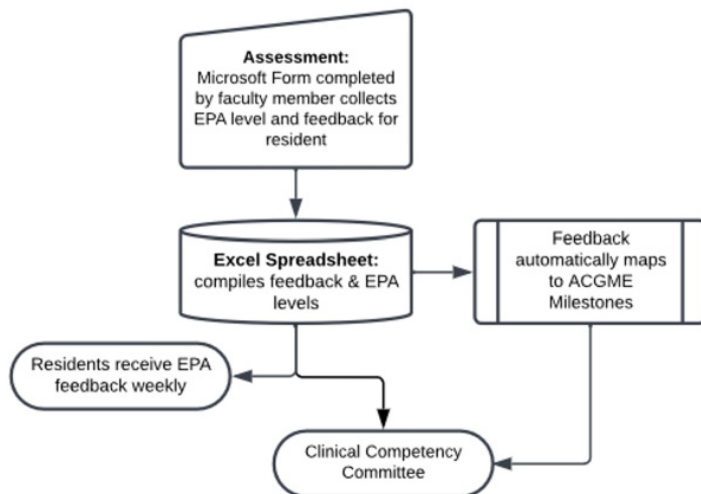 Assessment:
Microsoft Form completed
by faculty member collects
EPA level and feedback for
resident
Excel Spreadsheet:
compiles feedback & EPA
levels
Feedback
automatically maps
to ACGME
Milestones
Residents receive EPA
feedback weekly
Clinical Competency
Committee